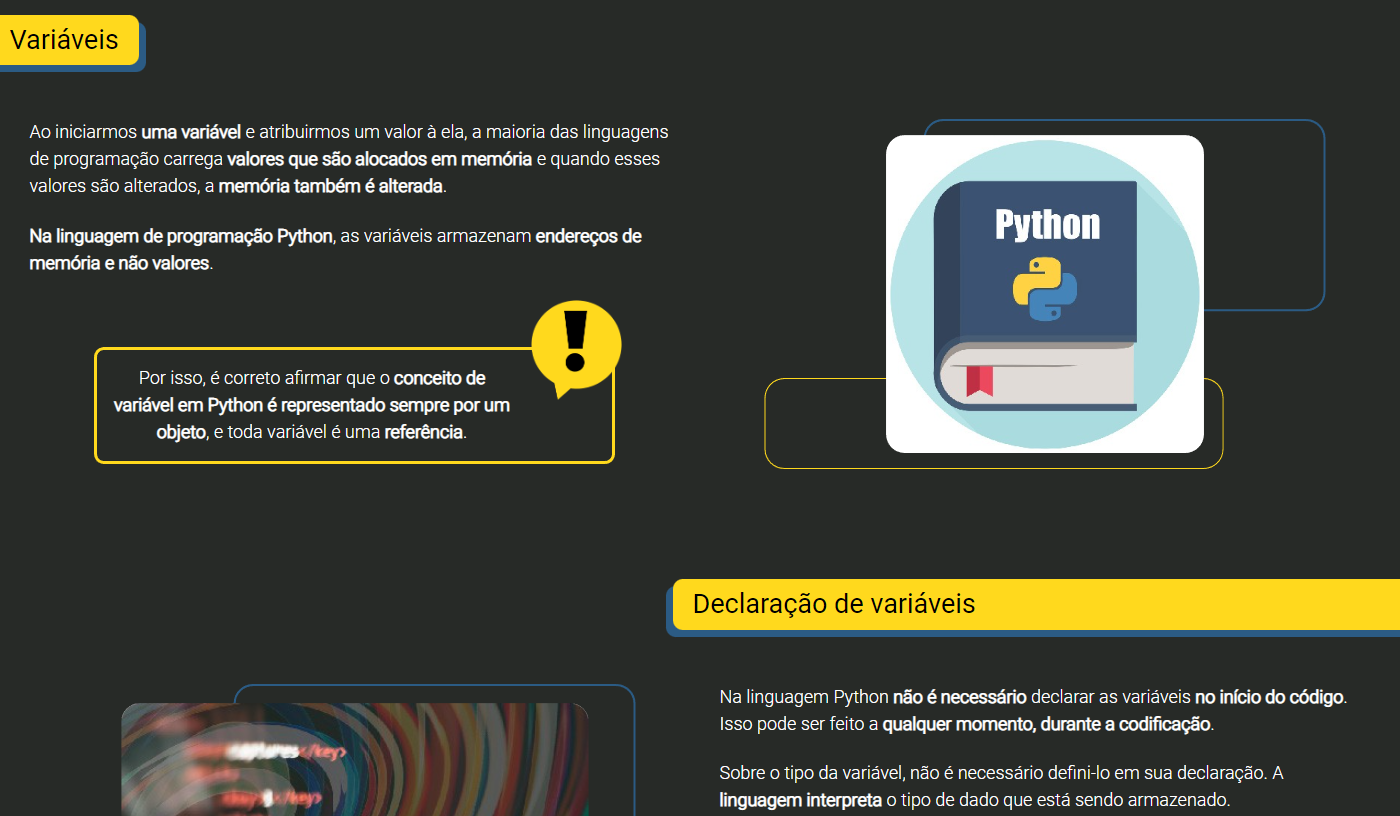 Variáveis
Ao iniciarmos uma variável e atribuirmos um valor à ela, a maioria das linguagens
de programação carrega valores que são alocados em memória e quando esses
valores são alterados, a memória também é alterada.
Na linguagem de programação Python, as variáveis armazenam endereços de
memória e não valores.
Por isso, é correto afirmar que o conceito de
variável em Python é representado sempre por um
objeto, e toda variável é uma referência.
Python
Declaração de variáveis
Na linguagem Python não é necessário declarar as variáveis no início do código.
Isso pode ser feito a qualquer momento, durante a codificação.
Sobre o tipo da variável, não é necessário defini-lo em sua declaração. A
linguagem interpreta o tipo de dado que está sendo armazenado.